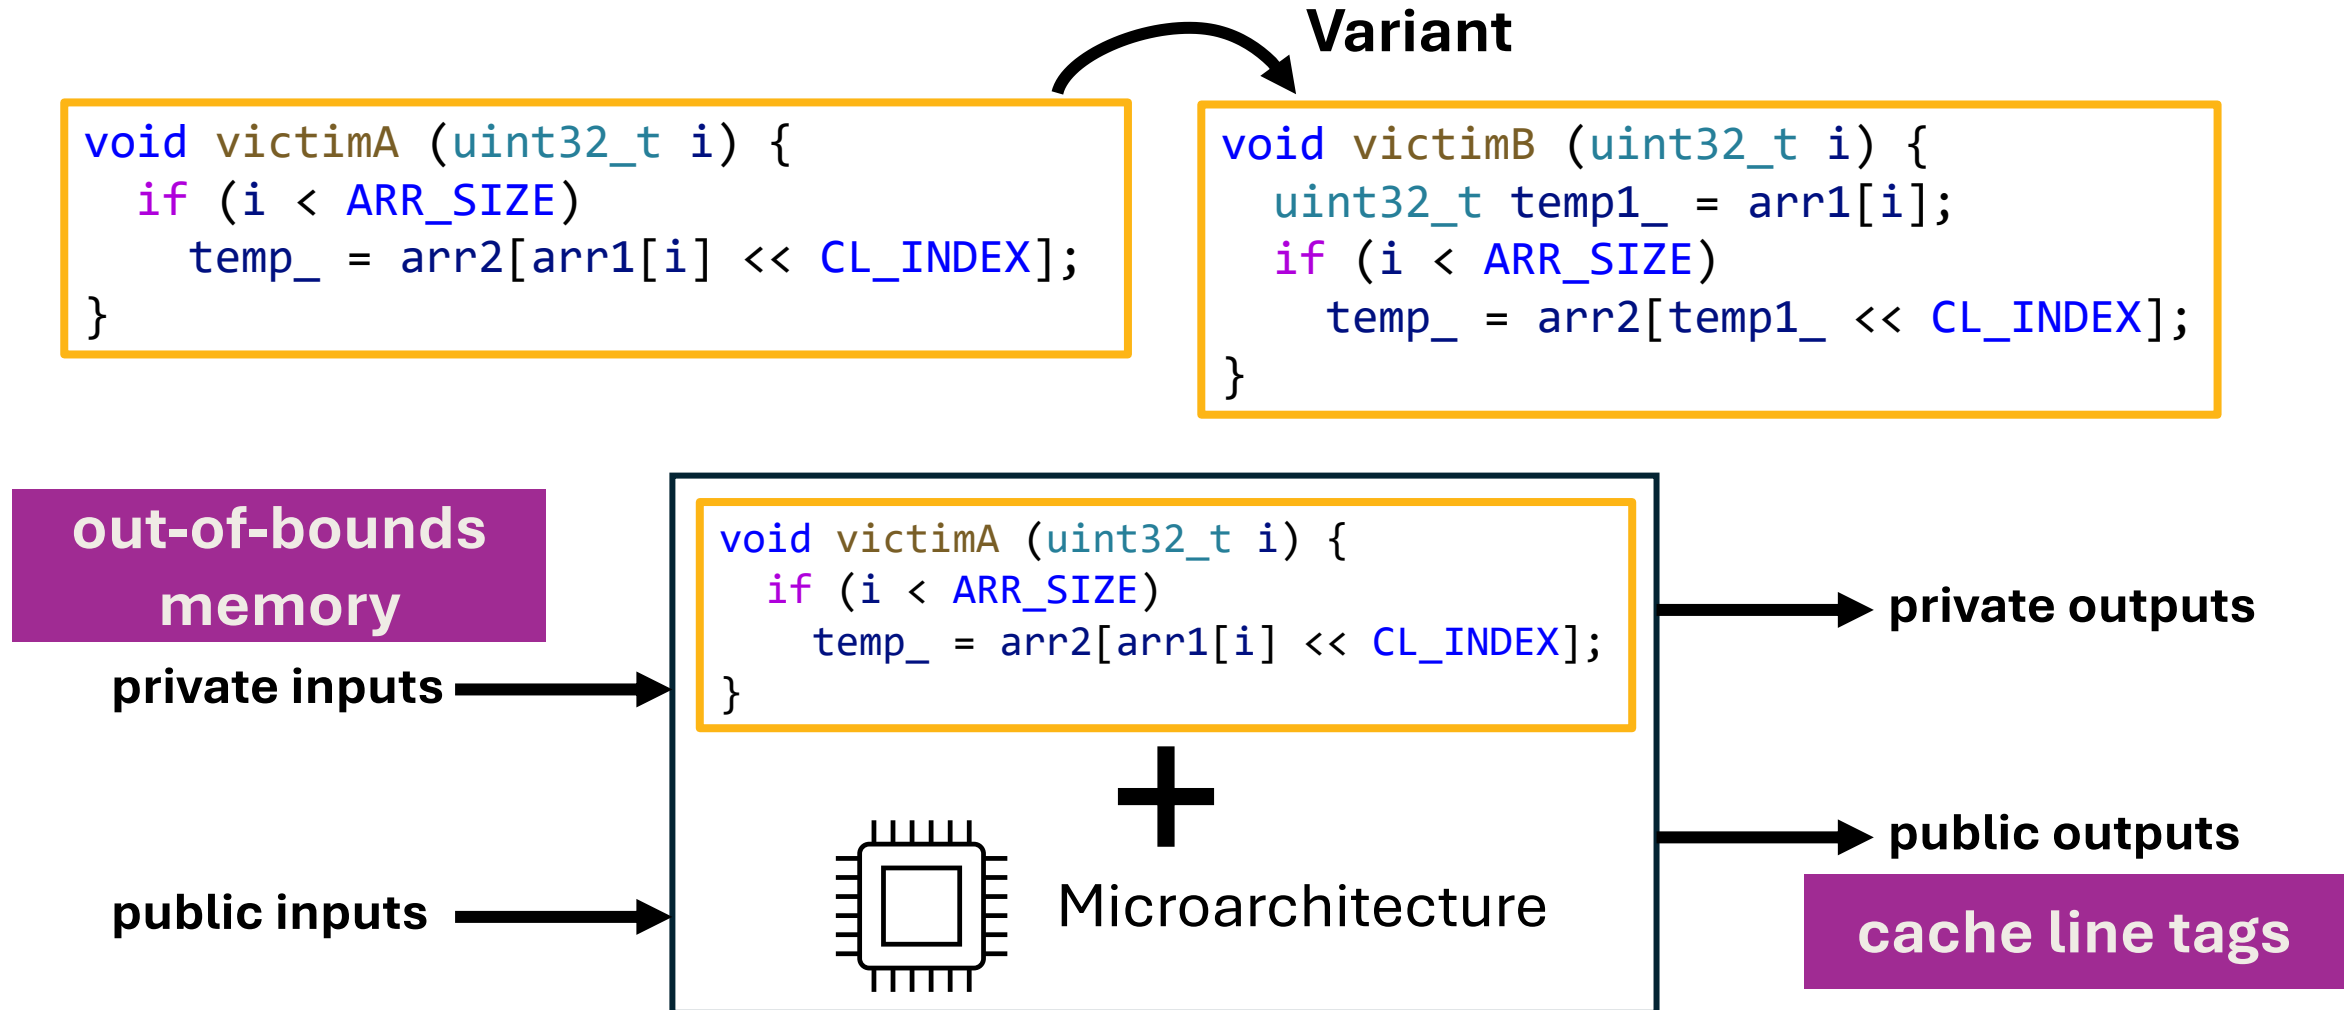 Variant
void victimA (uint32_t i) {
  if (i < ARR_SIZE)
    temp_ = arr2[arr1[i] << CL_INDEX];
}
void victimB (uint32_t i) {
  uint32_t temp1_ = arr1[i];
  if (i < ARR_SIZE)
    temp_ = arr2[temp1_ << CL_INDEX];
}
out-of-bounds
memory
private inputs
public inputs
void victimA (uint32_t i) {
  if (i < ARR_SIZE)
    temp_ = arr2[arr1[i] << CL_INDEX];
}
+
Microarchitecture
private outputs
public outputs
cache line tags